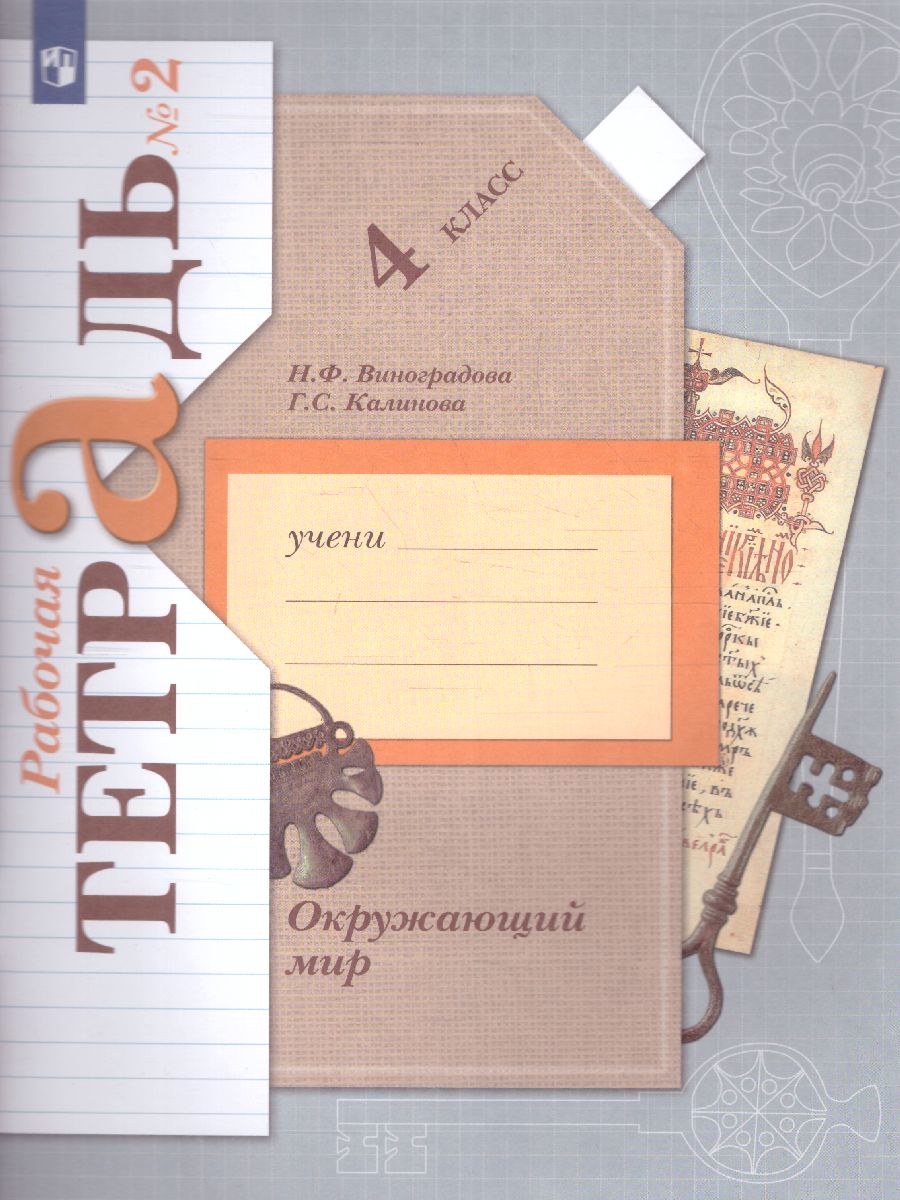 Рабочая
ТЕТРаДЬ № 2
4 КЛАСС
Н.Ф. Виноградова
Г.С. Калинова
учени
Окружающий
мир